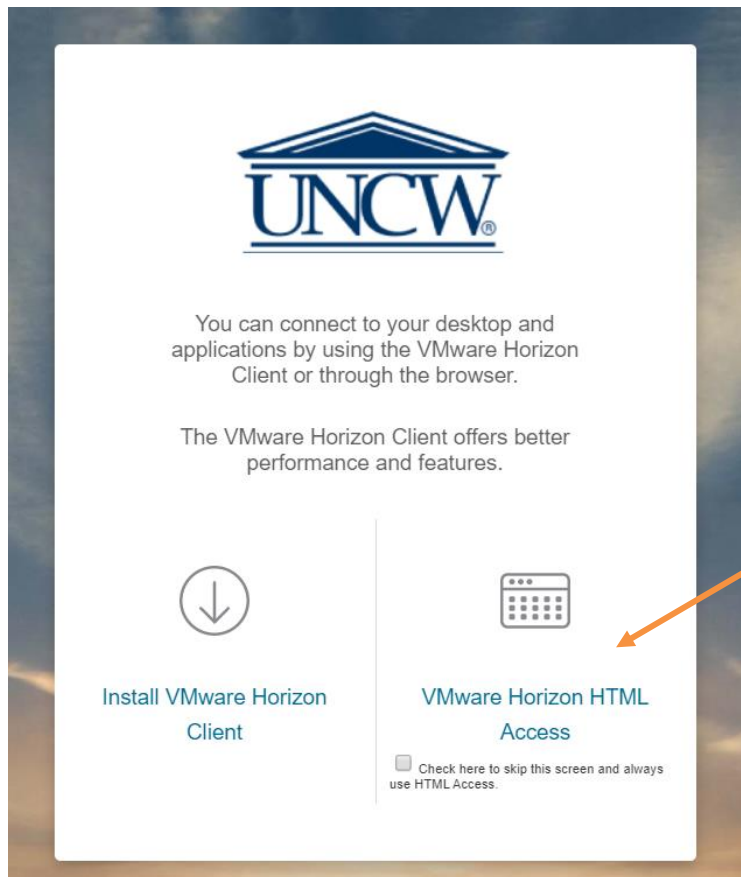 UNCW®
You can connect to your desktop and
applications by using the VMware Horizon
Client or through the browser.
The VMware Horizon Client offers better
performance and features.
Install VMware Horizon
Client
VMware Horizon HTML
Access
Check here to skip this screen and always
use HTML Access.